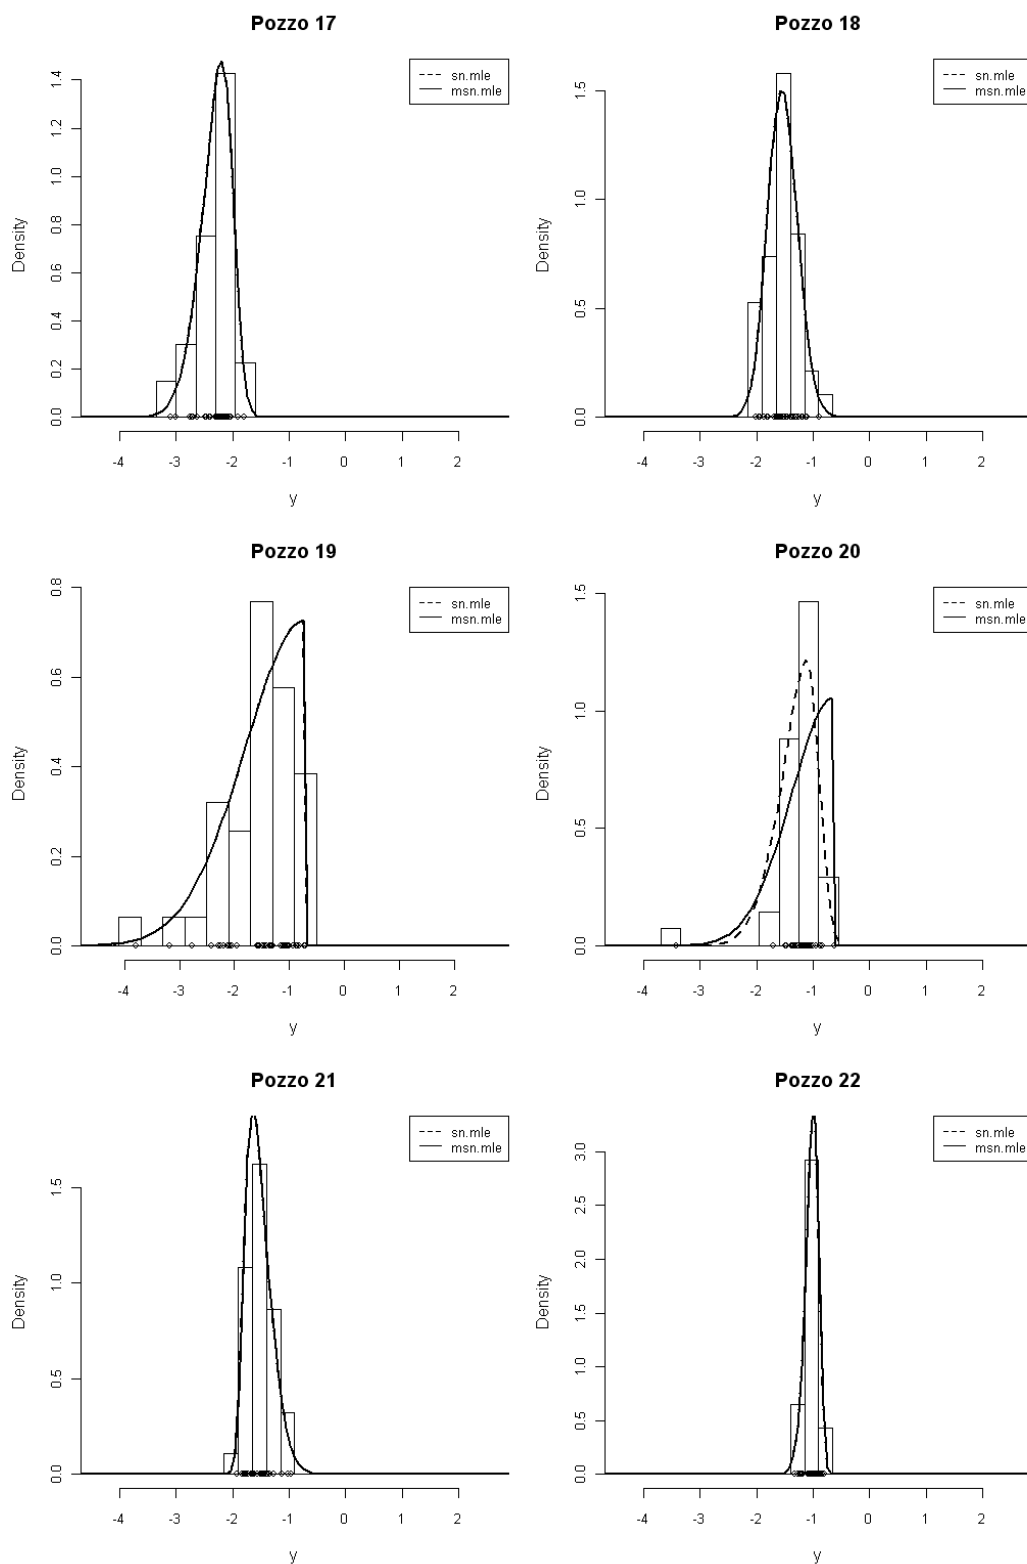 Pozzo 17
sn.mle
msn.mle
Density
0.0 0.2 0.4 0.6 0.8 1.0 1.2 1.4
-4 -3 -2 -1 0 1 2
y
Pozzo 18
sn.mle
msn.mle
Density
0.0 0.5 1.0 1.5
-4 -3 -2 -1 0 1 2
y
Pozzo 19
sn.mle
msn.mle
Density
0.0 0.2 0.4 0.6 0.8
-4 -3 -2 -1 0 1 2
y
Pozzo 20
sn.mle
msn.mle
Density
0.0 0.5 1.0 1.5
-4 -3 -2 -1 0 1 2
y
Pozzo 21
sn.mle
msn.mle
Density
0.0 0.5 1.0 1.5
-4 -3 -2 -1 0 1 2
y
Pozzo 22
sn.mle
msn.mle
Density
0.0 0.5 1.0 1.5 2.0 2.5 3.0
-4 -3 -2 -1 0 1 2
y